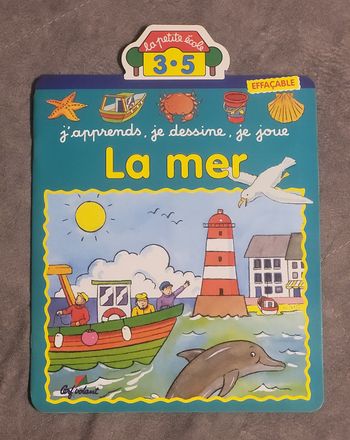 la petite école
3•5
EFFAÇABLE
j'apprends, je dessine, je joue
La mer
Cerf volant